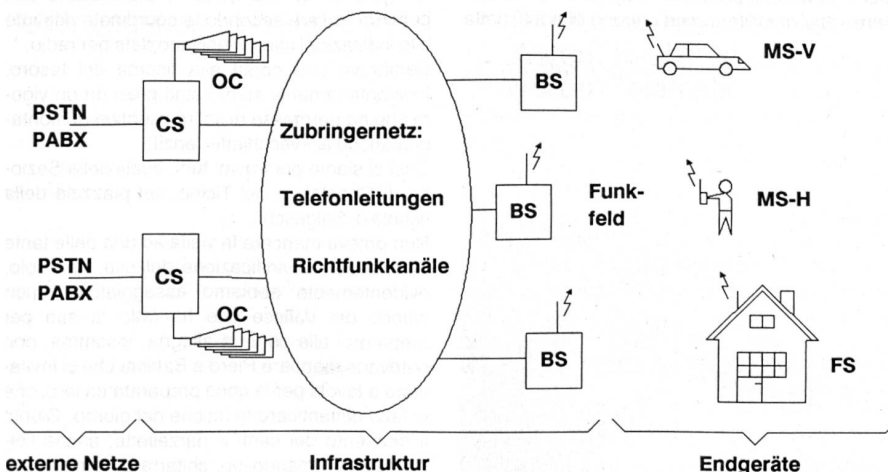 OC
CS
PSTN
PABX
Zubringernetz:
Telefonleitungen
Richtfunkkanäle
PSTN
PABX
CS
OC
BS
MS-V
BS
Funk-
feld
MS-H
BS
FS
externe Netze
Infrastruktur
Endgeräte